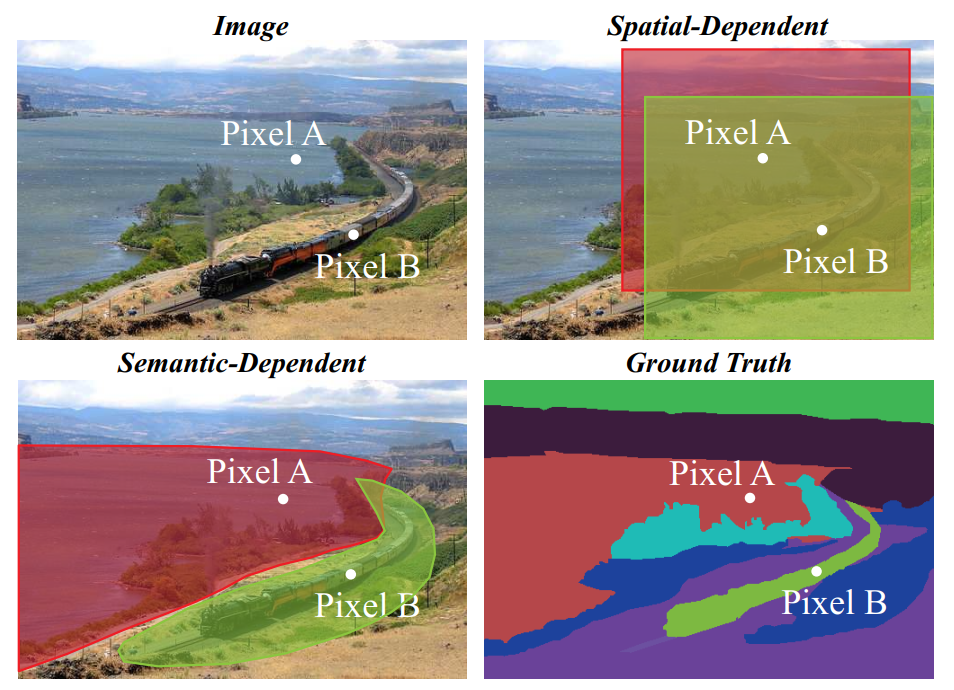 Image
Spatial-Dependent
Pixel A
Pixel B
Pixel A
Pixel B
Semantic-Dependent
Ground Truth
Pixel A
Pixel B
Pixel A
Pixel B